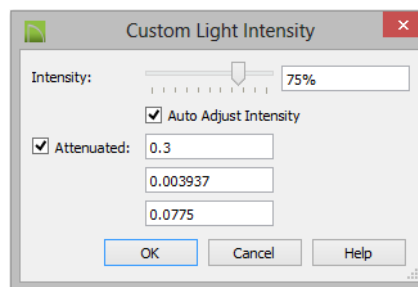 Custom Light Intensity
Intensity: 75%
Auto Adjust Intensity
Attenuated: 0.3
0.003937
0.0775
OK Cancel Help